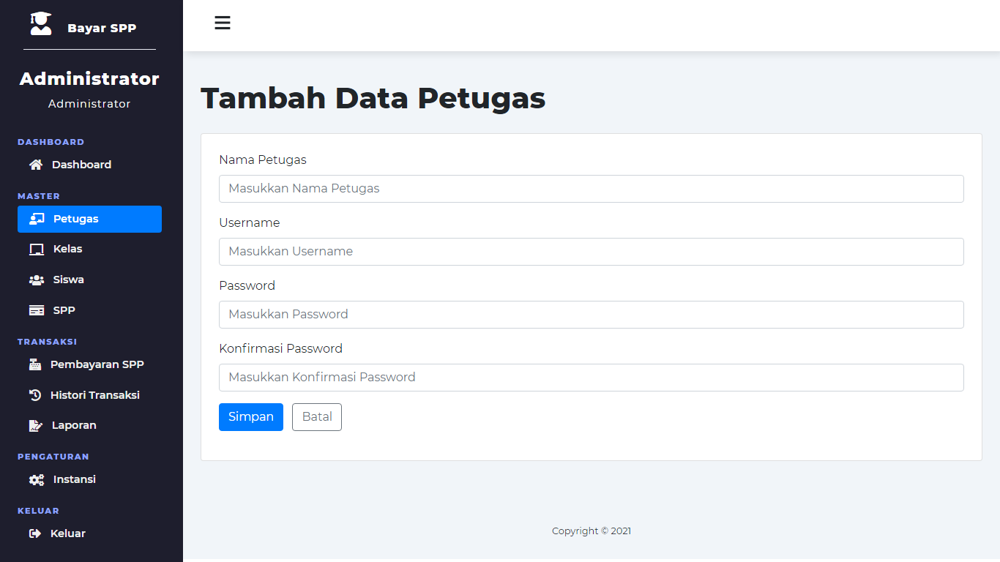 Bayar SPP
Administrator
Administrator
DASHBOARD
Dashboard
MASTER
Petugas
Kelas
Siswa
SPP
TRANSAKSI
Pembayaran SPP
Histori Transaksi
Laporan
PENGATURAN
Instansi
KELUAR
Keluar
Tambah Data Petugas
Nama Petugas
Masukkan Nama Petugas
Username
Masukkan Username
Password
Masukkan Password
Konfirmasi Password
Masukkan Konfirmasi Password
Simpan Batal
Copyright © 2021